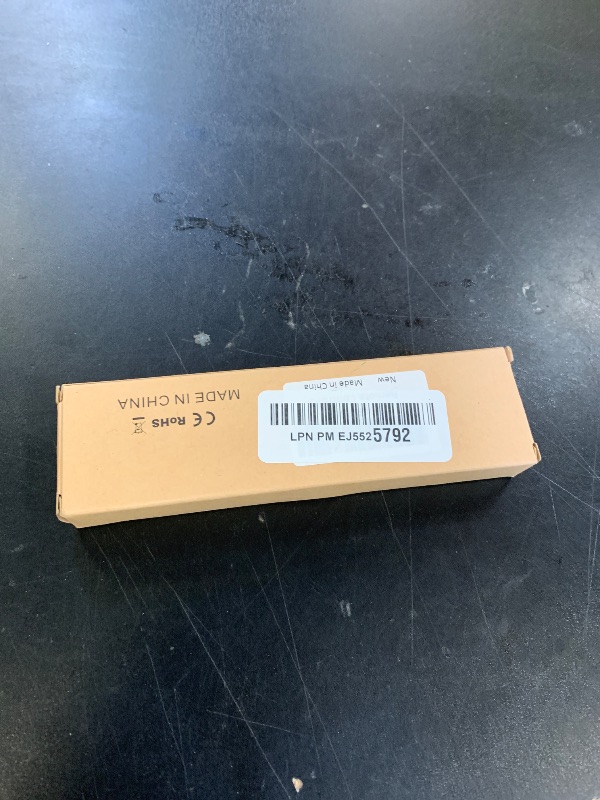 MADE IN CHINA
CE RoHS
New Made in China
LPN PM EJ5525792